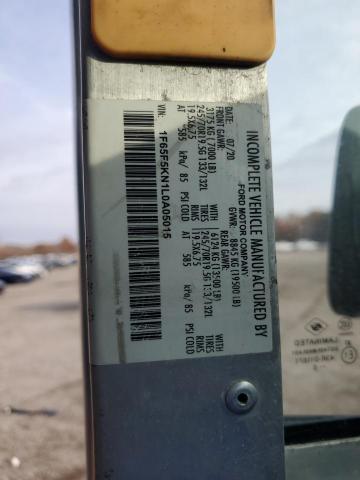 INCOMPLETE VEHICLE MANUFACTURED BY
FORD MOTOR COMPANY
07/20 GVWR: 8845 KG (19500 LB)
FRONT GAWR: REAR GAWR:
3175 KG (7000 LB) WITH 6124 KG (13500 LB) WITH
245/70R19.5G 133/132L TIRES 245/70R19.5G 133/132L TIRES
19.5X6.75 RIMS 19.5X6.75 RIMS
AT 585 kPa/ 85 PSI COLD AT 585 kPa/ 85 PSI COLD
VIN: 1F65F5KN1L0A05015
LAMINATED